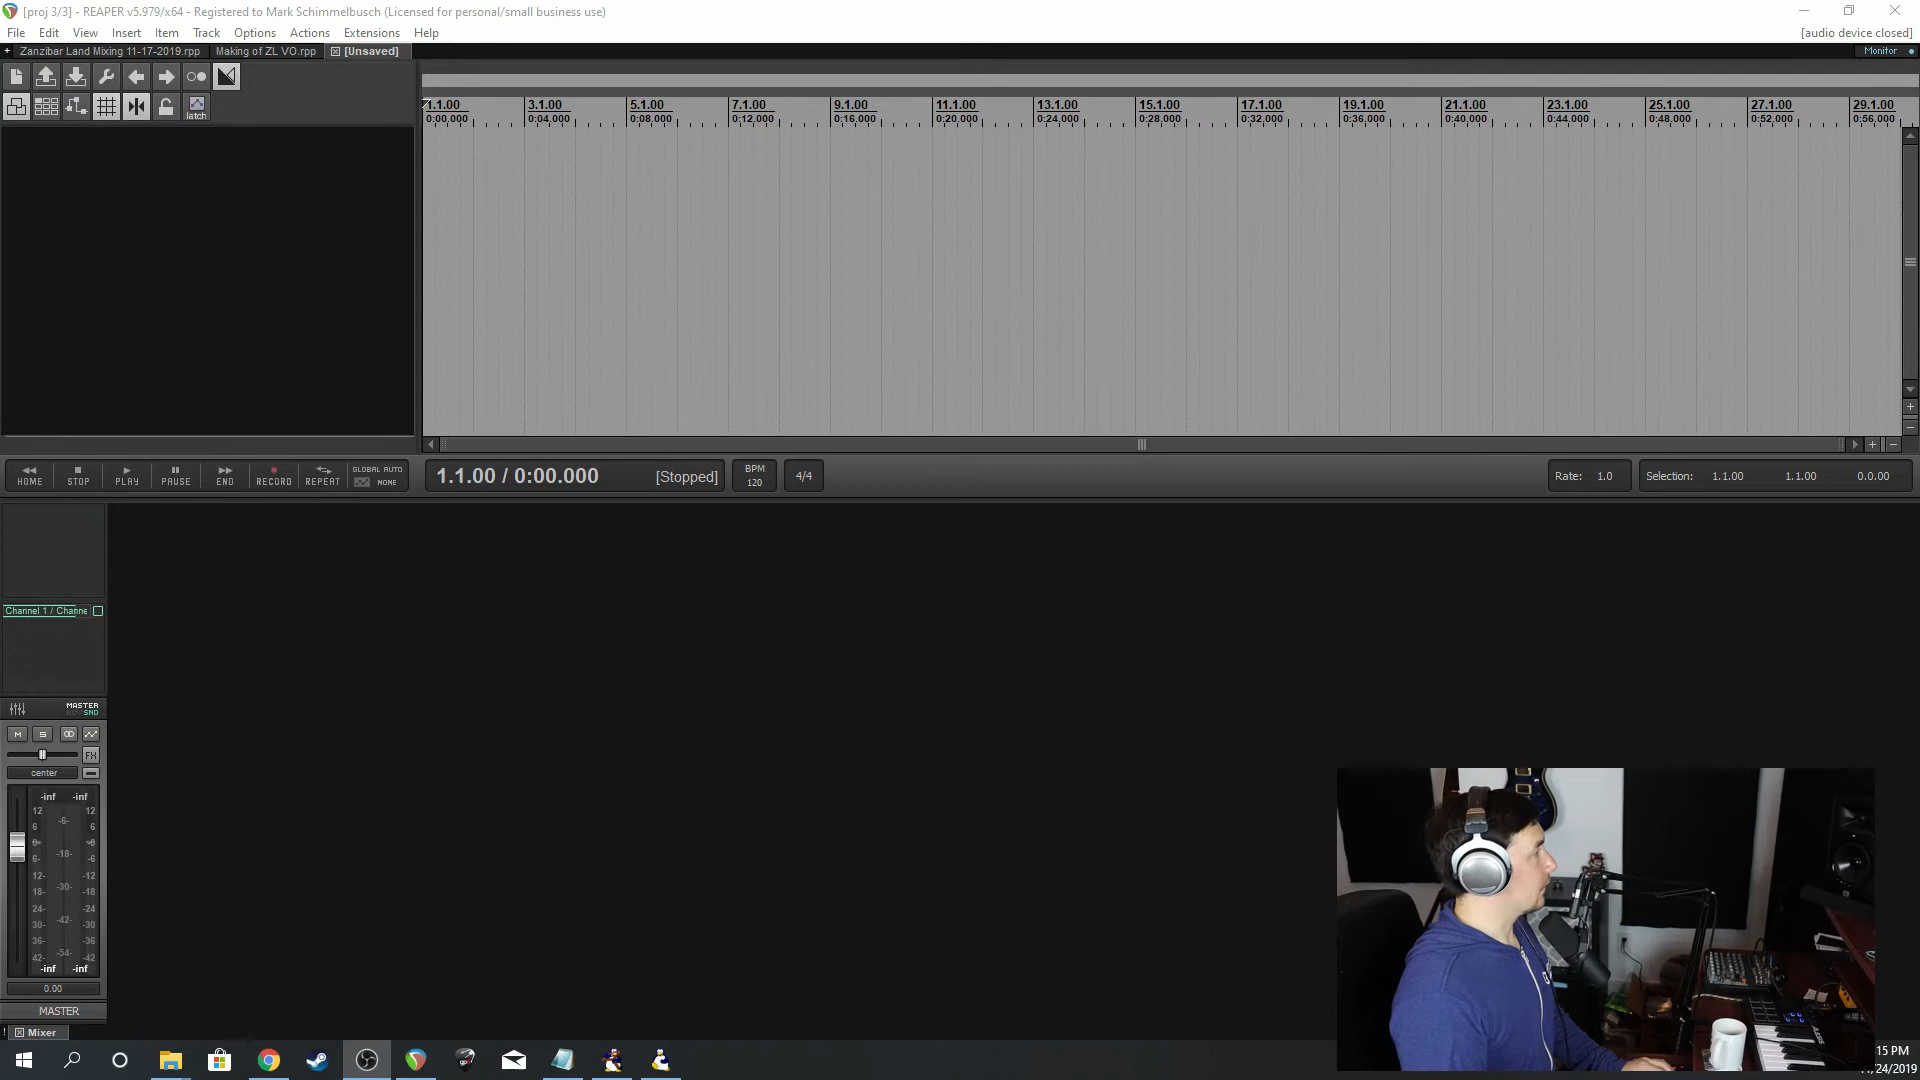 [proj 3/3] - REAPER v5.979/x64 - Registered to Mark Schimmelbusch (Licensed for personal/small business use)
File Edit View Insert Item Track Options Actions Extensions Help
[audio device closed]
+ Zanzibar Land Mixing 11-17-2019.rpp Making of ZL VO.rpp [Unsaved]
Monitor
1.1.00 3.1.00 5.1.00 7.1.00 9.1.00 11.1.00 13.1.00 15.1.00 17.1.00 19.1.00 21.1.00 23.1.00 25.1.00 27.1.00 29.1.00
0:00.000 0:04.000 0:08.000 0:12.000 0:16.000 0:20.000 0:24.000 0:28.000 0:32.000 0:36.000 0:40.000 0:44.000 0:48.000 0:52.000 0:56.000
latch
HOME STOP PLAY PAUSE END RECORD REPEAT
GLOBAL AUTO
NONE
1.1.00 / 0:00.000 [Stopped]
BPM
120
4/4
Rate: 1.0
Selection: 1.1.00 1.1.00 0.0.00
Channel 1 / Channe
MASTER
RCV SND
M S
FX
center
-inf -inf
12 12
6 -6- 6
0- -0
6- -6
-18-
12- -12
18- -18
-30-
24- -24
30- -30
-42-
36- -36
-54-
42- -42
-inf -inf
0.00
MASTER
! Mixer
15 PM
/24/2019